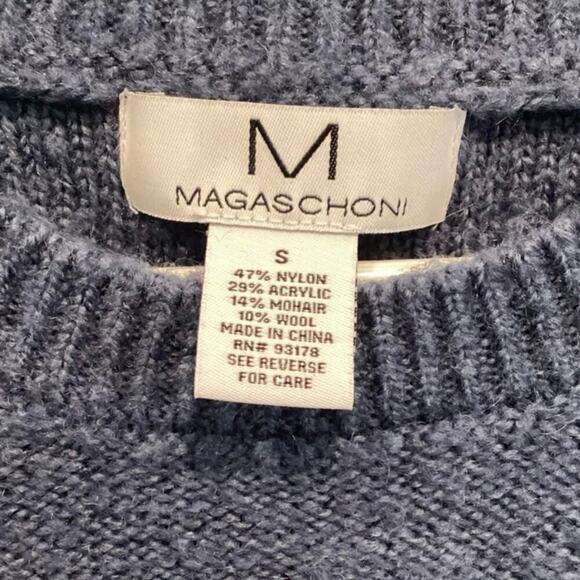 M
MAGASCHONI
S
47% NYLON
29% ACRYLIC
14% MOHAIR
10% WOOL
MADE IN CHINA
RN# 93178
SEE REVERSE
FOR CARE